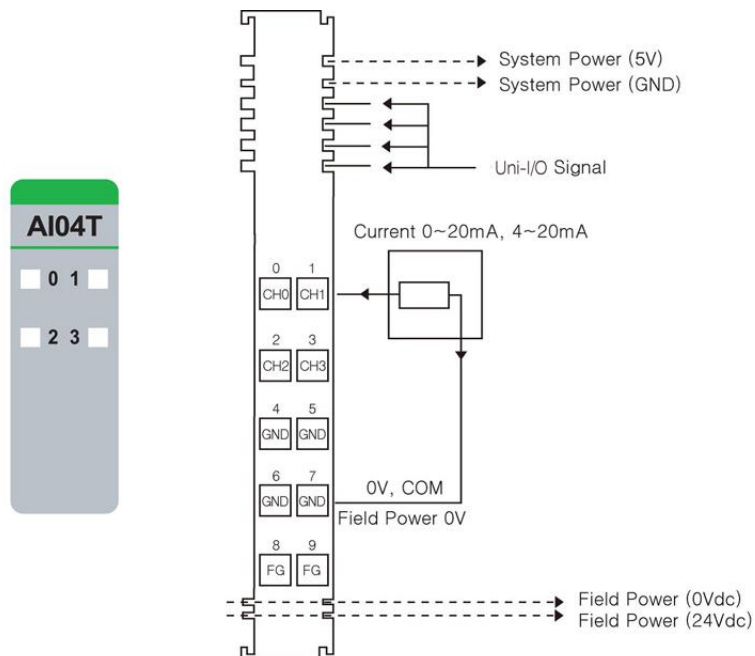 System Power (5V)
System Power (GND)
Uni-I/O Signal
AI04T
0 1
2 3
Current 0~20mA, 4~20mA
0 1
CH0 CH1
2 3
CH2 CH3
4 5
GND GND
6 7
GND GND
0V, COM
Field Power 0V
8 9
FG FG
Field Power (0Vdc)
Field Power (24Vdc)